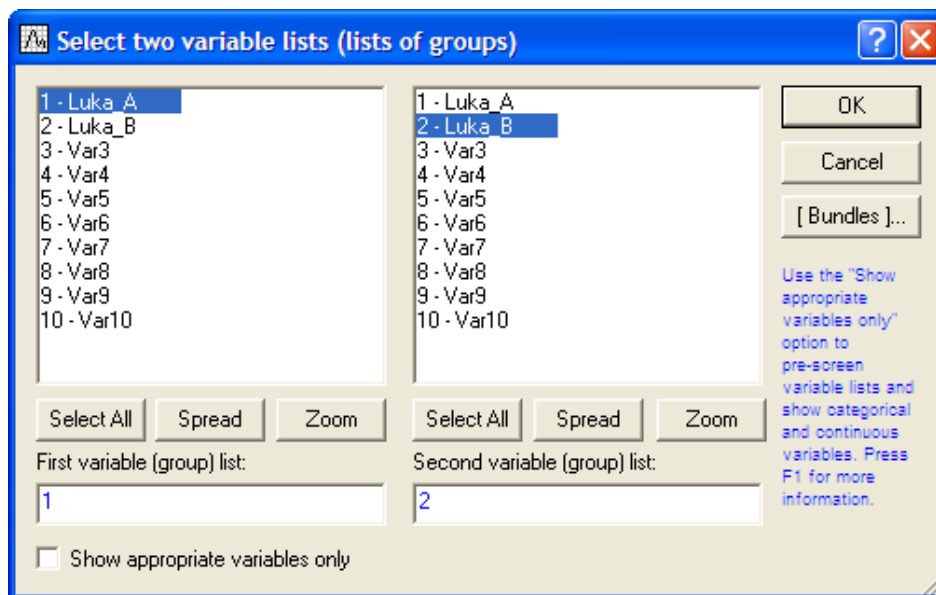 Select two variable lists (lists of groups)
?
1 - Luka_A
2 - Luka_B
3 - Var3
4 - Var4
5 - Var5
6 - Var6
7 - Var7
8 - Var8
9 - Var9
10 - Var10
1 - Luka_A
2 - Luka_B
3 - Var3
4 - Var4
5 - Var5
6 - Var6
7 - Var7
8 - Var8
9 - Var9
10 - Var10
OK
Cancel
[ Bundles ]...
Use the "Show
appropriate
variables only"
option to
pre-screen
variable lists and
show categorical
and continuous
variables. Press
F1 for more
information.
Select All
Spread
Zoom
Select All
Spread
Zoom
First variable (group) list:
1
Second variable (group) list:
2
Show appropriate variables only